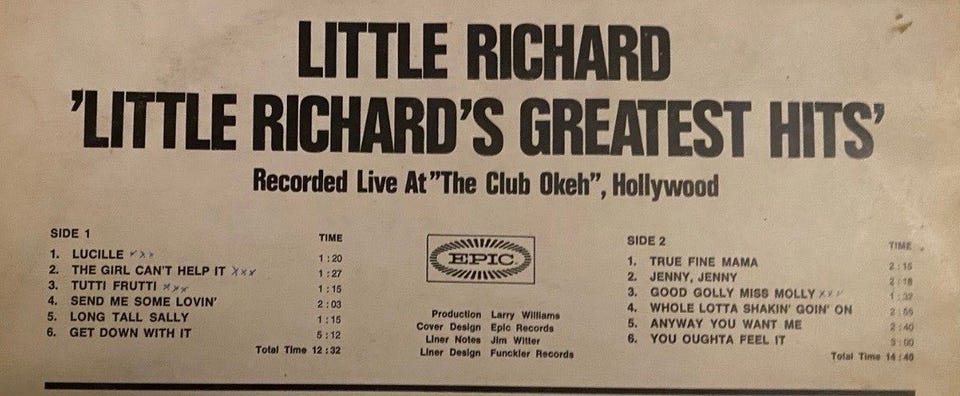 LITTLE RICHARD
'LITTLE RICHARD'S GREATEST HITS'
Recorded Live At "The Club Okeh", Hollywood
SIDE 1 TIME
1. LUCILLE xxx 1:20
2. THE GIRL CAN'T HELP IT xxx 1:27
3. TUTTI FRUTTI xxx 1:15
4. SEND ME SOME LOVIN' 2:03
5. LONG TALL SALLY 1:15
6. GET DOWN WITH IT 5:12
Total Time 12:32
EPIC
Production Larry Williams
Cover Design Epic Records
Liner Notes Jim Witter
Liner Design Funckler Records
SIDE 2 TIME
1. TRUE FINE MAMA 2:15
2. JENNY, JENNY 2:18
3. GOOD GOLLY MISS MOLLY xxx 1:32
4. WHOLE LOTTA SHAKIN' GOIN' ON
5. ANYWAY YOU WANT ME 2:40
6. YOU OUGHTA FEEL IT
Total Time 14:40